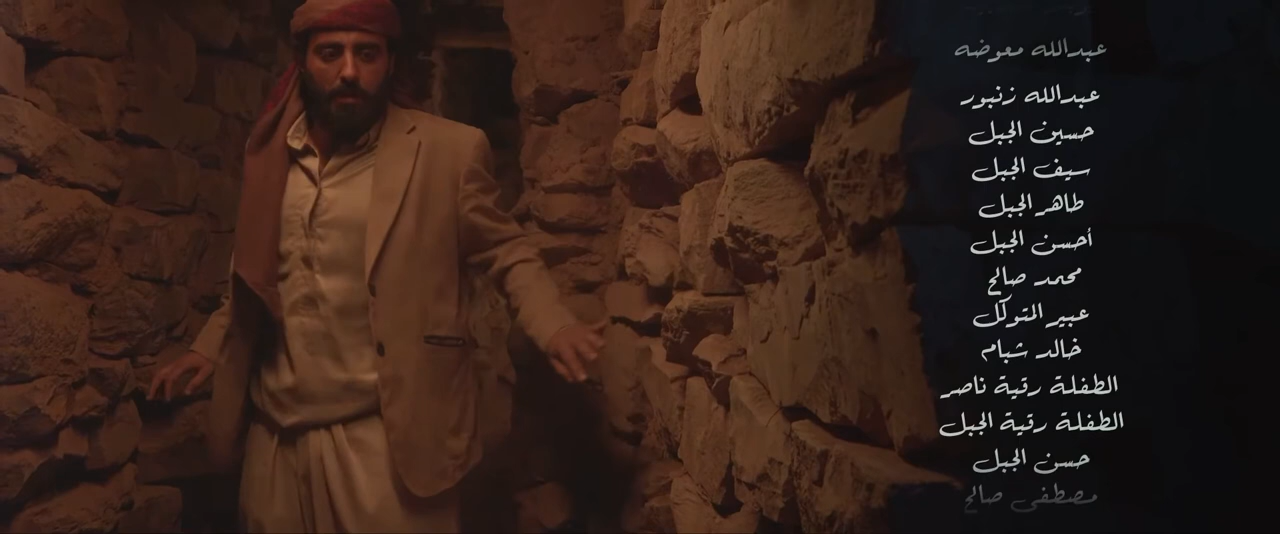 عبدالله معوضه
عبدالله زنبور
حسين الجبل
سيف الجبل
طاهر الجبل
أحسن الجبل
محمد صالح
عبير المتوكل
خالد شبام
الطفلة رقية ناصر
الطفلة رقية الجبل
حسن الجبل
مصطفى صالح